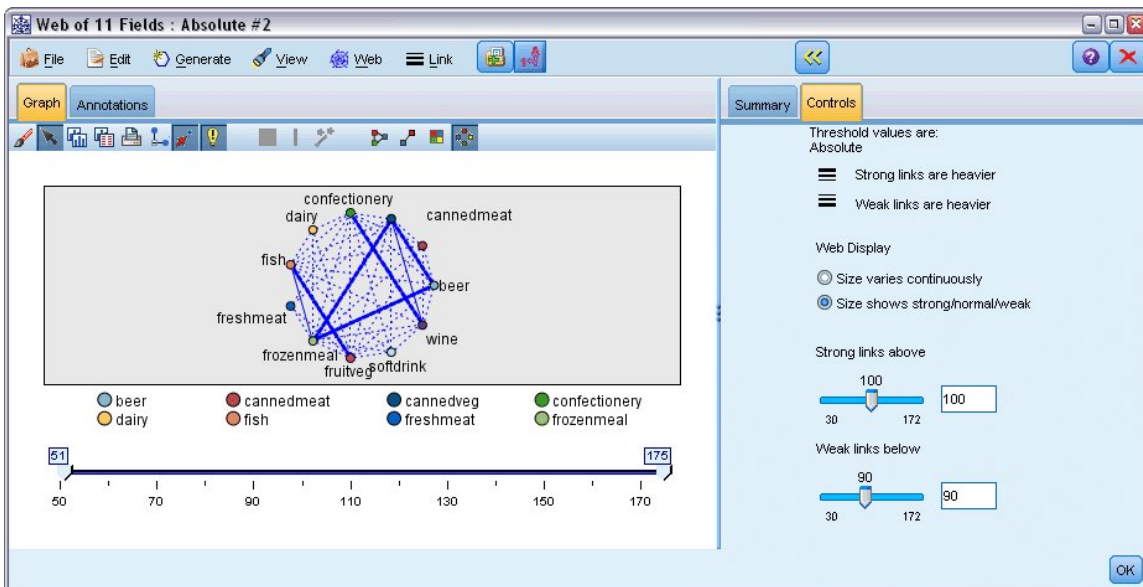 Web of 11 Fields : Absolute #2
File Edit Generate View Web Link
Graph Annotations
confectionery
dairy
cannedmeat
fish
beer
freshmeat
wine
frozenmeal
softdrink
fruitveg
beer cannedmeat cannedveg confectionery
dairy fish freshmeat frozenmeal
51 175
50 70 90 110 130 150 170
Summary Controls
Threshold values are:
Absolute
Strong links are heavier
Weak links are heavier
Web Display
Size varies continuously
Size shows strong/normal/weak
Strong links above
100
100
30 172
Weak links below
90
90
30 172
OK